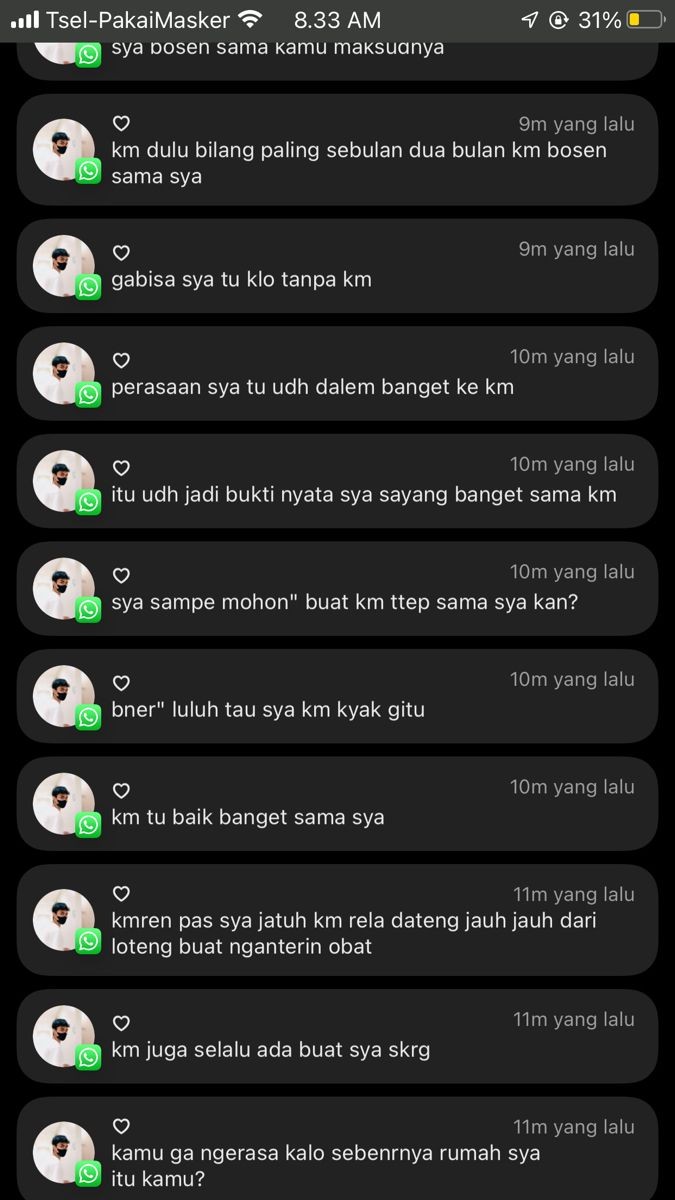 Tsel-PakaiMasker 8.33 AM 31%
sya bosen sama kamu maksudnya
9m yang lalu
km dulu bilang paling sebulan dua bulan km bosen
sama sya
9m yang lalu
gabisa sya tu klo tanpa km
10m yang lalu
perasaan sya tu udh dalem banget ke km
10m yang lalu
itu udh jadi bukti nyata sya sayang banget sama km
10m yang lalu
sya sampe mohon" buat km ttep sama sya kan?
10m yang lalu
bner" luluh tau sya km kyak gitu
10m yang lalu
km tu baik banget sama sya
11m yang lalu
kmren pas sya jatuh km rela dateng jauh jauh dari
loteng buat nganterin obat
11m yang lalu
km juga selalu ada buat sya skrg
11m yang lalu
kamu ga ngerasa kalo sebenrnya rumah sya
itu kamu?